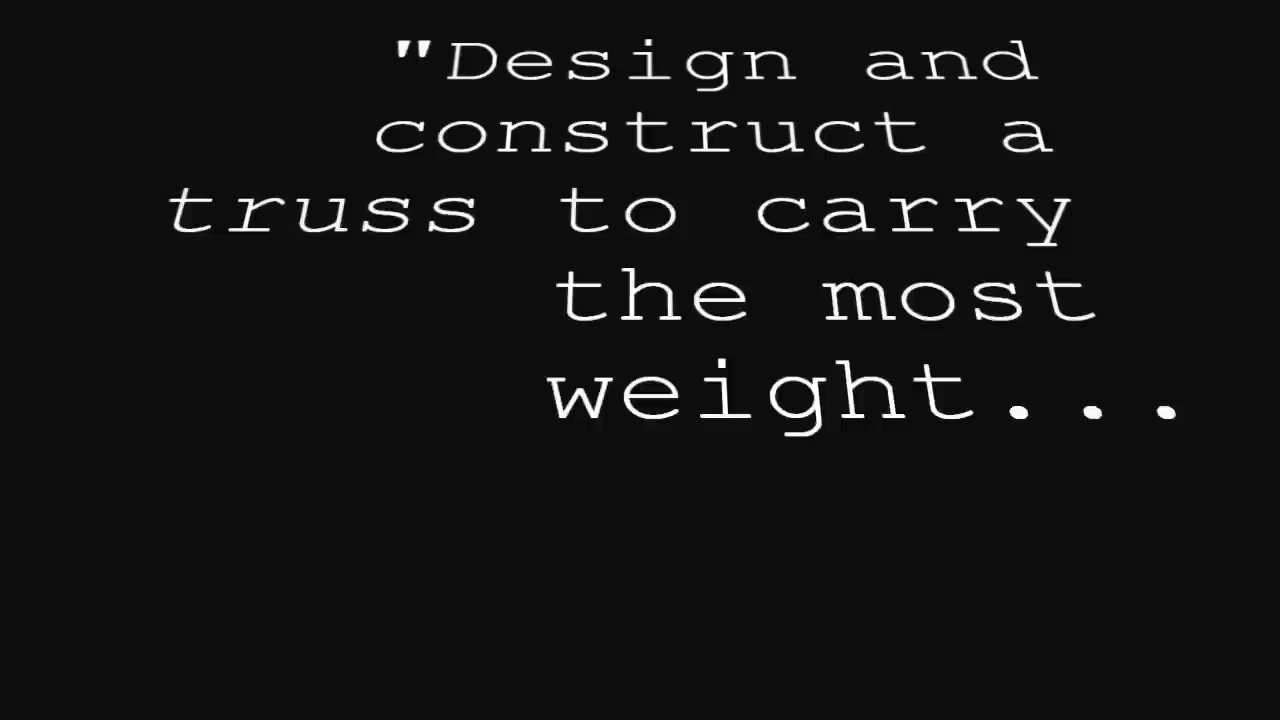 "Design and
construct a
truss to carry
the most
weight...